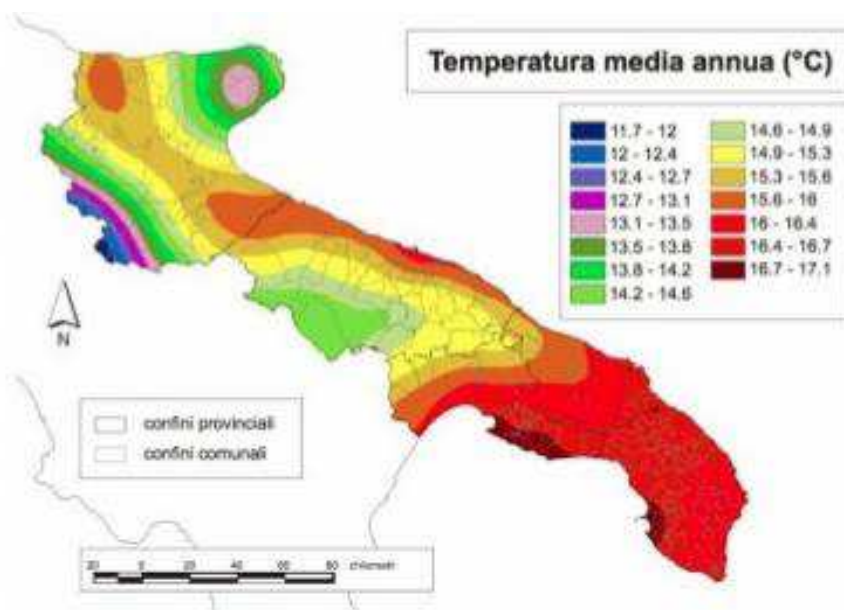 Temperatura media annua (°C)
11.7 - 12
12 - 12.4
12.4 - 12.7
12.7 - 13.1
13.1 - 13.5
13.5 - 13.8
13.8 - 14.2
14.2 - 14.6
14.6 - 14.9
14.9 - 15.3
15.3 - 15.6
15.6 - 16
16 - 16.4
16.4 - 16.7
16.7 - 17.1
N
confini provinciali
confini comunali
20 0 20 40 60 80 chilometri